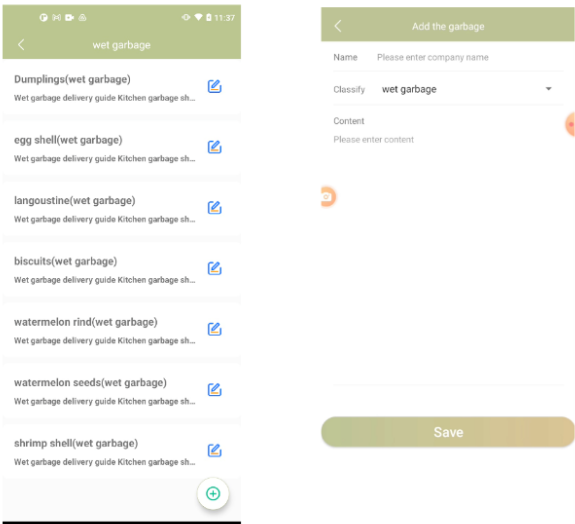 11:37
wet garbage
Dumplings(wet garbage)
Wet garbage delivery guide Kitchen garbage sh...
egg shell(wet garbage)
Wet garbage delivery guide Kitchen garbage sh...
langoustine(wet garbage)
Wet garbage delivery guide Kitchen garbage sh...
biscuits(wet garbage)
Wet garbage delivery guide Kitchen garbage sh...
watermelon rind(wet garbage)
Wet garbage delivery guide Kitchen garbage sh...
watermelon seeds(wet garbage)
Wet garbage delivery guide Kitchen garbage sh...
shrimp shell(wet garbage)
Wet garbage delivery guide Kitchen garbage sh...
Add the garbage
Name Please enter company name
Classify wet garbage
Content
Please enter content
Save